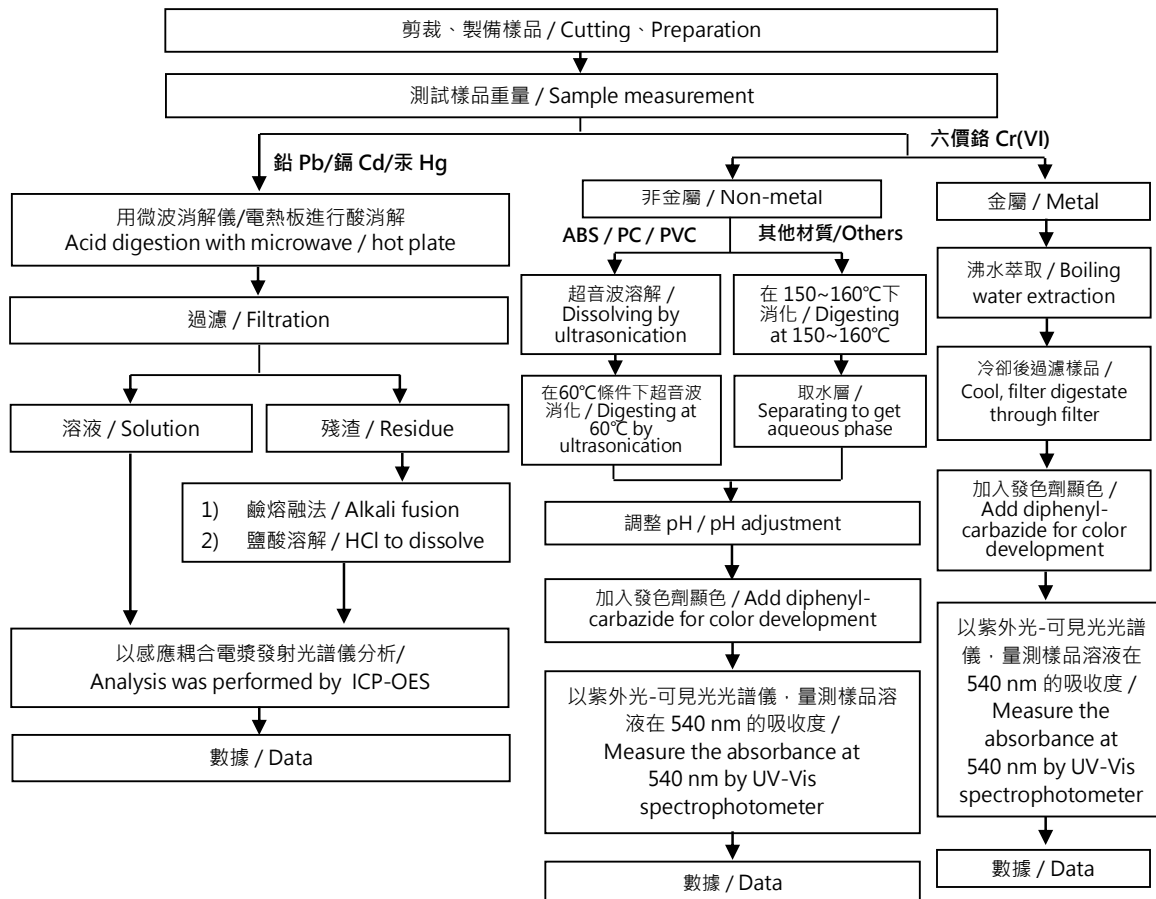 剪裁、製備樣品 / Cutting、Preparation
測試樣品重量 / Sample measurement
鉛 Pb/鎘 Cd/汞 Hg
六價鉻 Cr(VI)
用微波消解儀/電熱板進行酸消解
Acid digestion with microwave / hot plate
過濾 / Filtration
溶液 / Solution
殘渣 / Residue
1) 鹼熔融法 / Alkali fusion
2) 鹽酸溶解 / HCl to dissolve
以感應耦合電漿發射光譜儀分析/
Analysis was performed by ICP-OES
數據 / Data
非金屬 / Non-metal
ABS / PC / PVC
其他材質/Others
超音波溶解 /
Dissolving by
ultrasonication
在60℃條件下超音波
消化 / Digesting at
60℃ by
ultrasonication
在 150~160℃下
消化 / Digesting
at 150~160℃
取水層 /
Separating to get
aqueous phase
調整 pH / pH adjustment
加入發色劑顯色 / Add diphenyl-
carbazide for color development
以紫外光-可見光光譜儀，量測樣品溶
液在 540 nm 的吸收度 /
Measure the absorbance at
540 nm by UV-Vis
spectrophotometer
數據 / Data
金屬 / Metal
沸水萃取 / Boiling
water extraction
冷卻後過濾樣品 /
Cool, filter digestate
through filter
加入發色劑顯色 /
Add diphenyl-
carbazide for color
development
以紫外光-可見光光譜
儀，量測樣品溶液在
540 nm 的吸收度 /
Measure the
absorbance at
540 nm by UV-Vis
spectrophotometer
數據 / Data